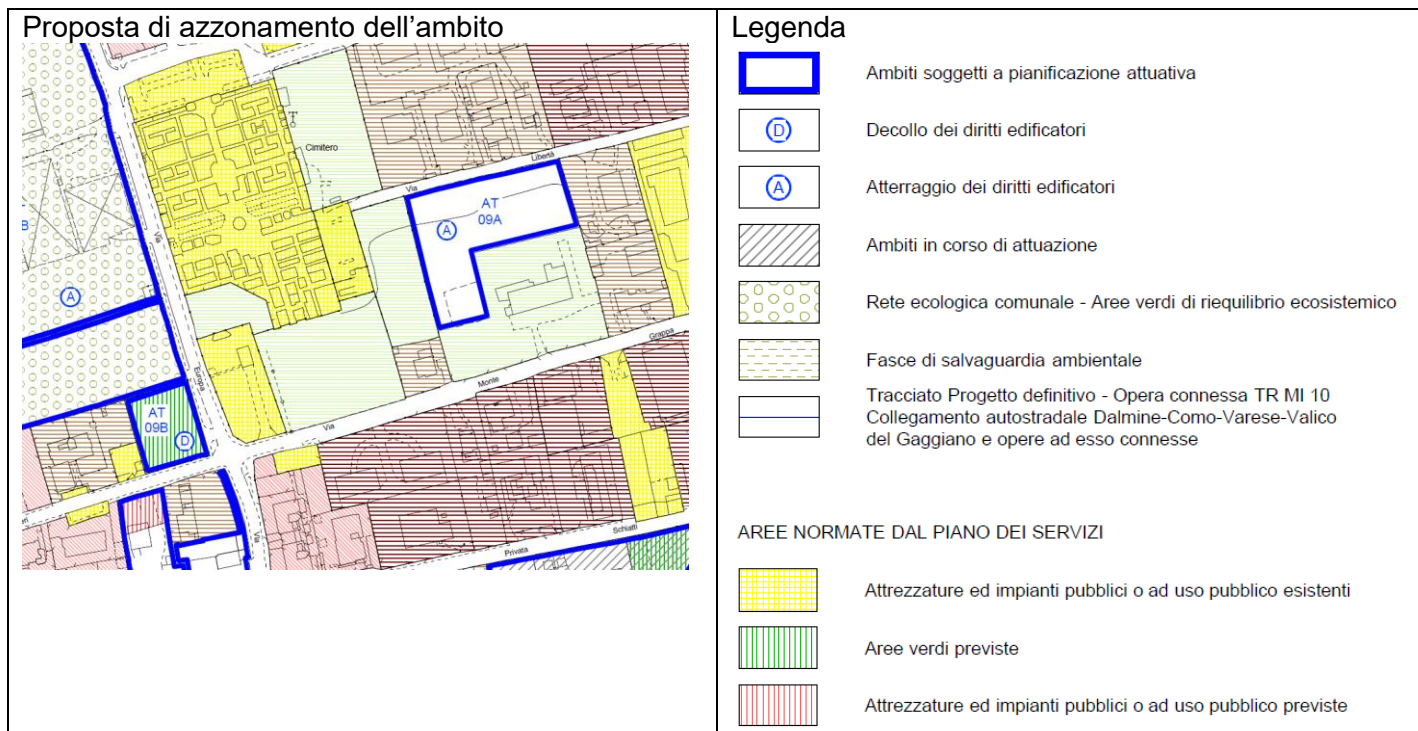 Proposta di azzonamento dell'ambito
Cimitero
Via
Libertà
AT
09A
A
Via
B
A
Europa
Grappa
Monte
AT
09B
D
Via
Via
Schiatti
Privata
Legenda
Ambiti soggetti a pianificazione attuativa
D
Decollo dei diritti edificatori
A
Atterraggio dei diritti edificatori
Ambiti in corso di attuazione
Rete ecologica comunale - Aree verdi di riequilibrio ecosistemico
Fasce di salvaguardia ambientale
Tracciato Progetto definitivo - Opera connessa TR MI 10
Collegamento autostradale Dalmine-Como-Varese-Valico
del Gaggiano e opere ad esso connesse
AREE NORMATE DAL PIANO DEI SERVIZI
Attrezzature ed impianti pubblici o ad uso pubblico esistenti
Aree verdi previste
Attrezzature ed impianti pubblici o ad uso pubblico previste